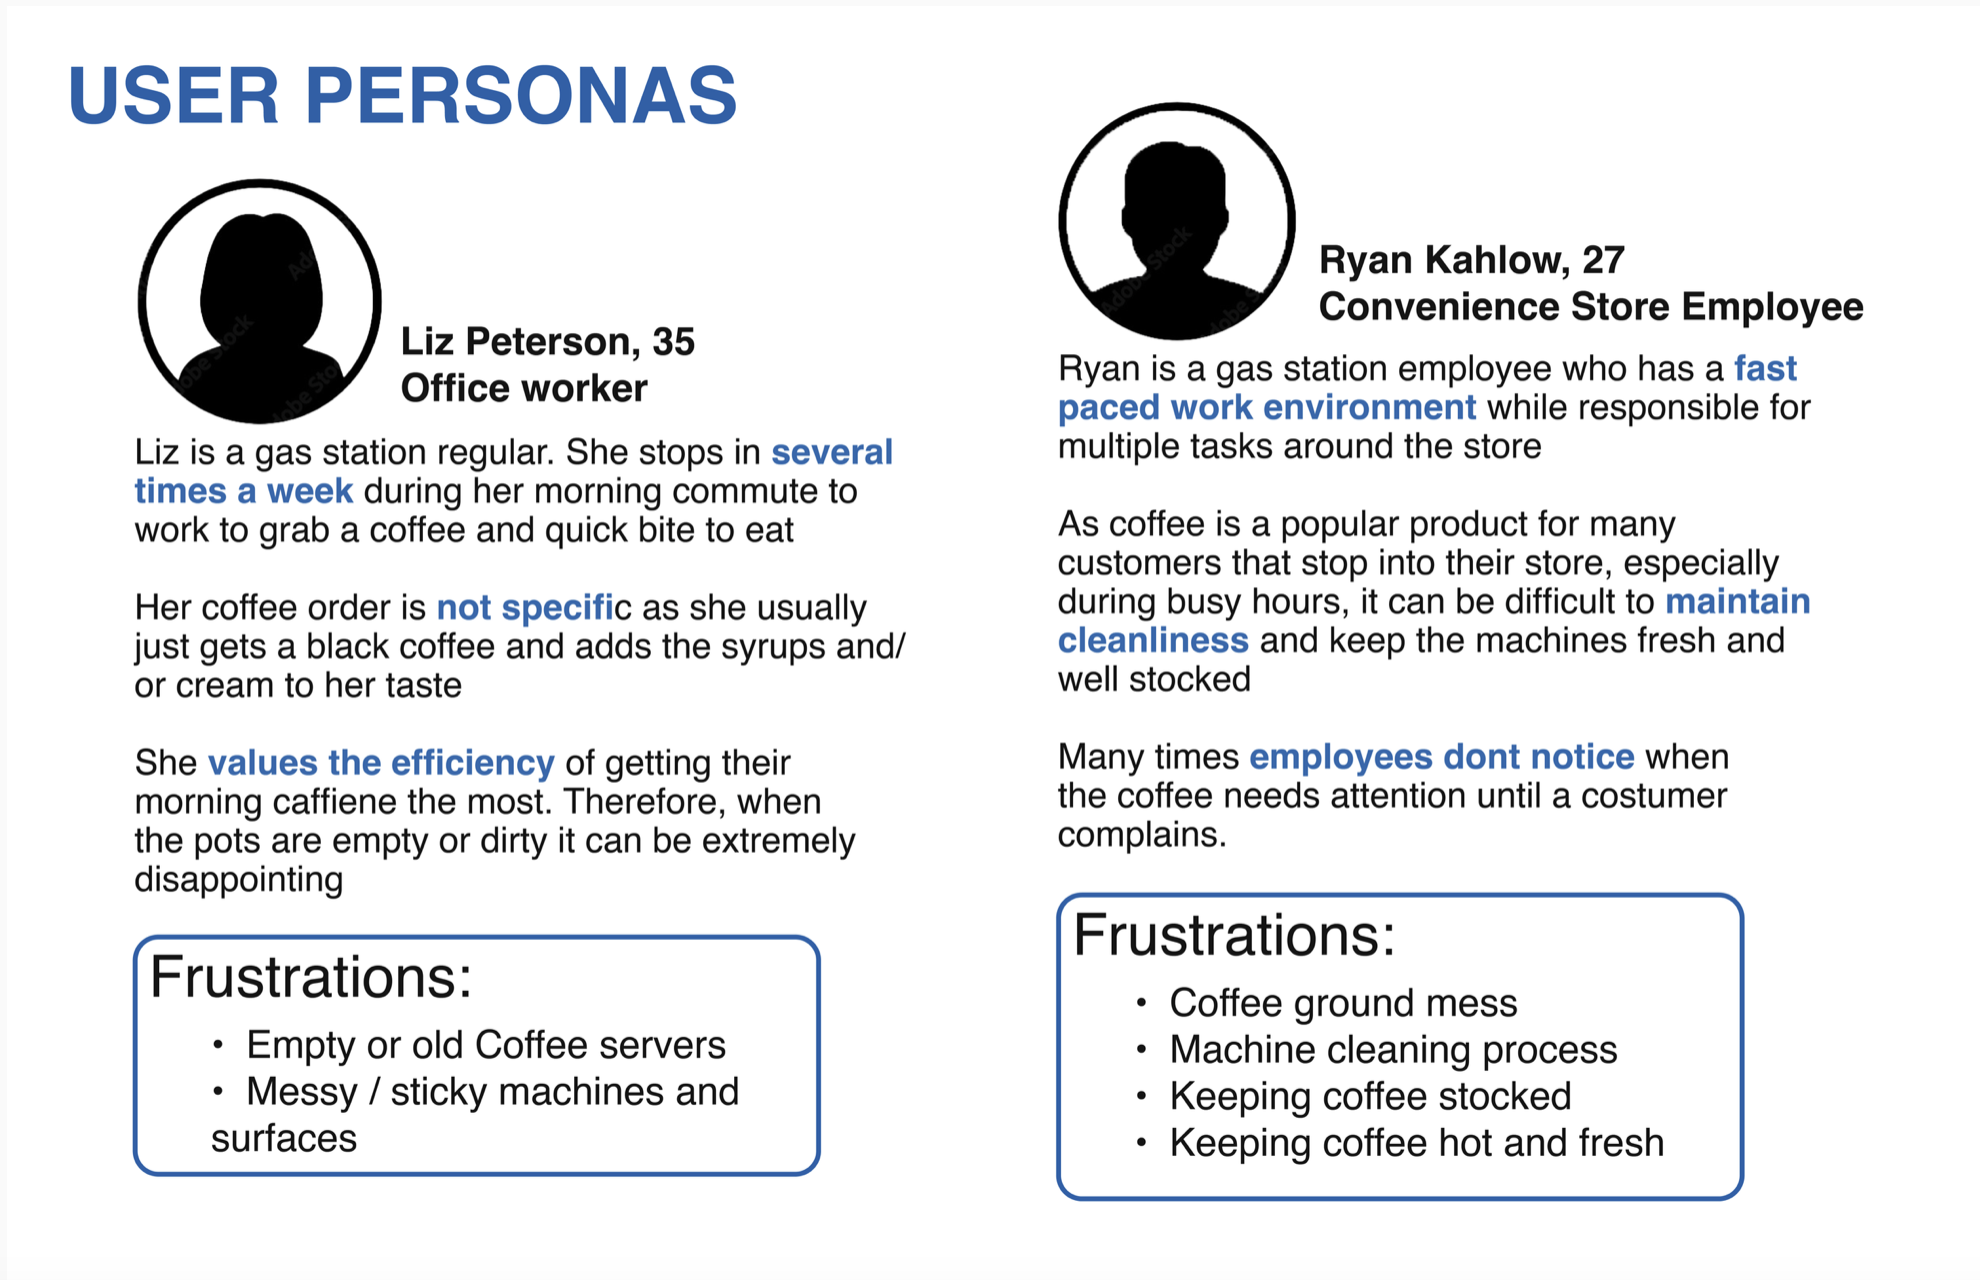 USER PERSONAS
Liz Peterson, 35
Office worker
Liz is a gas station regular. She stops in several
times a week during her morning commute to
work to grab a coffee and quick bite to eat
Her coffee order is not specific as she usually
just gets a black coffee and adds the syrups and/
or cream to her taste
She values the efficiency of getting their
morning caffiene the most. Therefore, when
the pots are empty or dirty it can be extremely
disappointing
Frustrations:
• Empty or old Coffee servers
• Messy / sticky machines and
surfaces
Ryan Kahlow, 27
Convenience Store Employee
Ryan is a gas station employee who has a fast
paced work environment while responsible for
multiple tasks around the store
As coffee is a popular product for many
customers that stop into their store, especially
during busy hours, it can be difficult to maintain
cleanliness and keep the machines fresh and
well stocked
Many times employees dont notice when
the coffee needs attention until a costumer
complains.
Frustrations:
• Coffee ground mess
• Machine cleaning process
• Keeping coffee stocked
• Keeping coffee hot and fresh